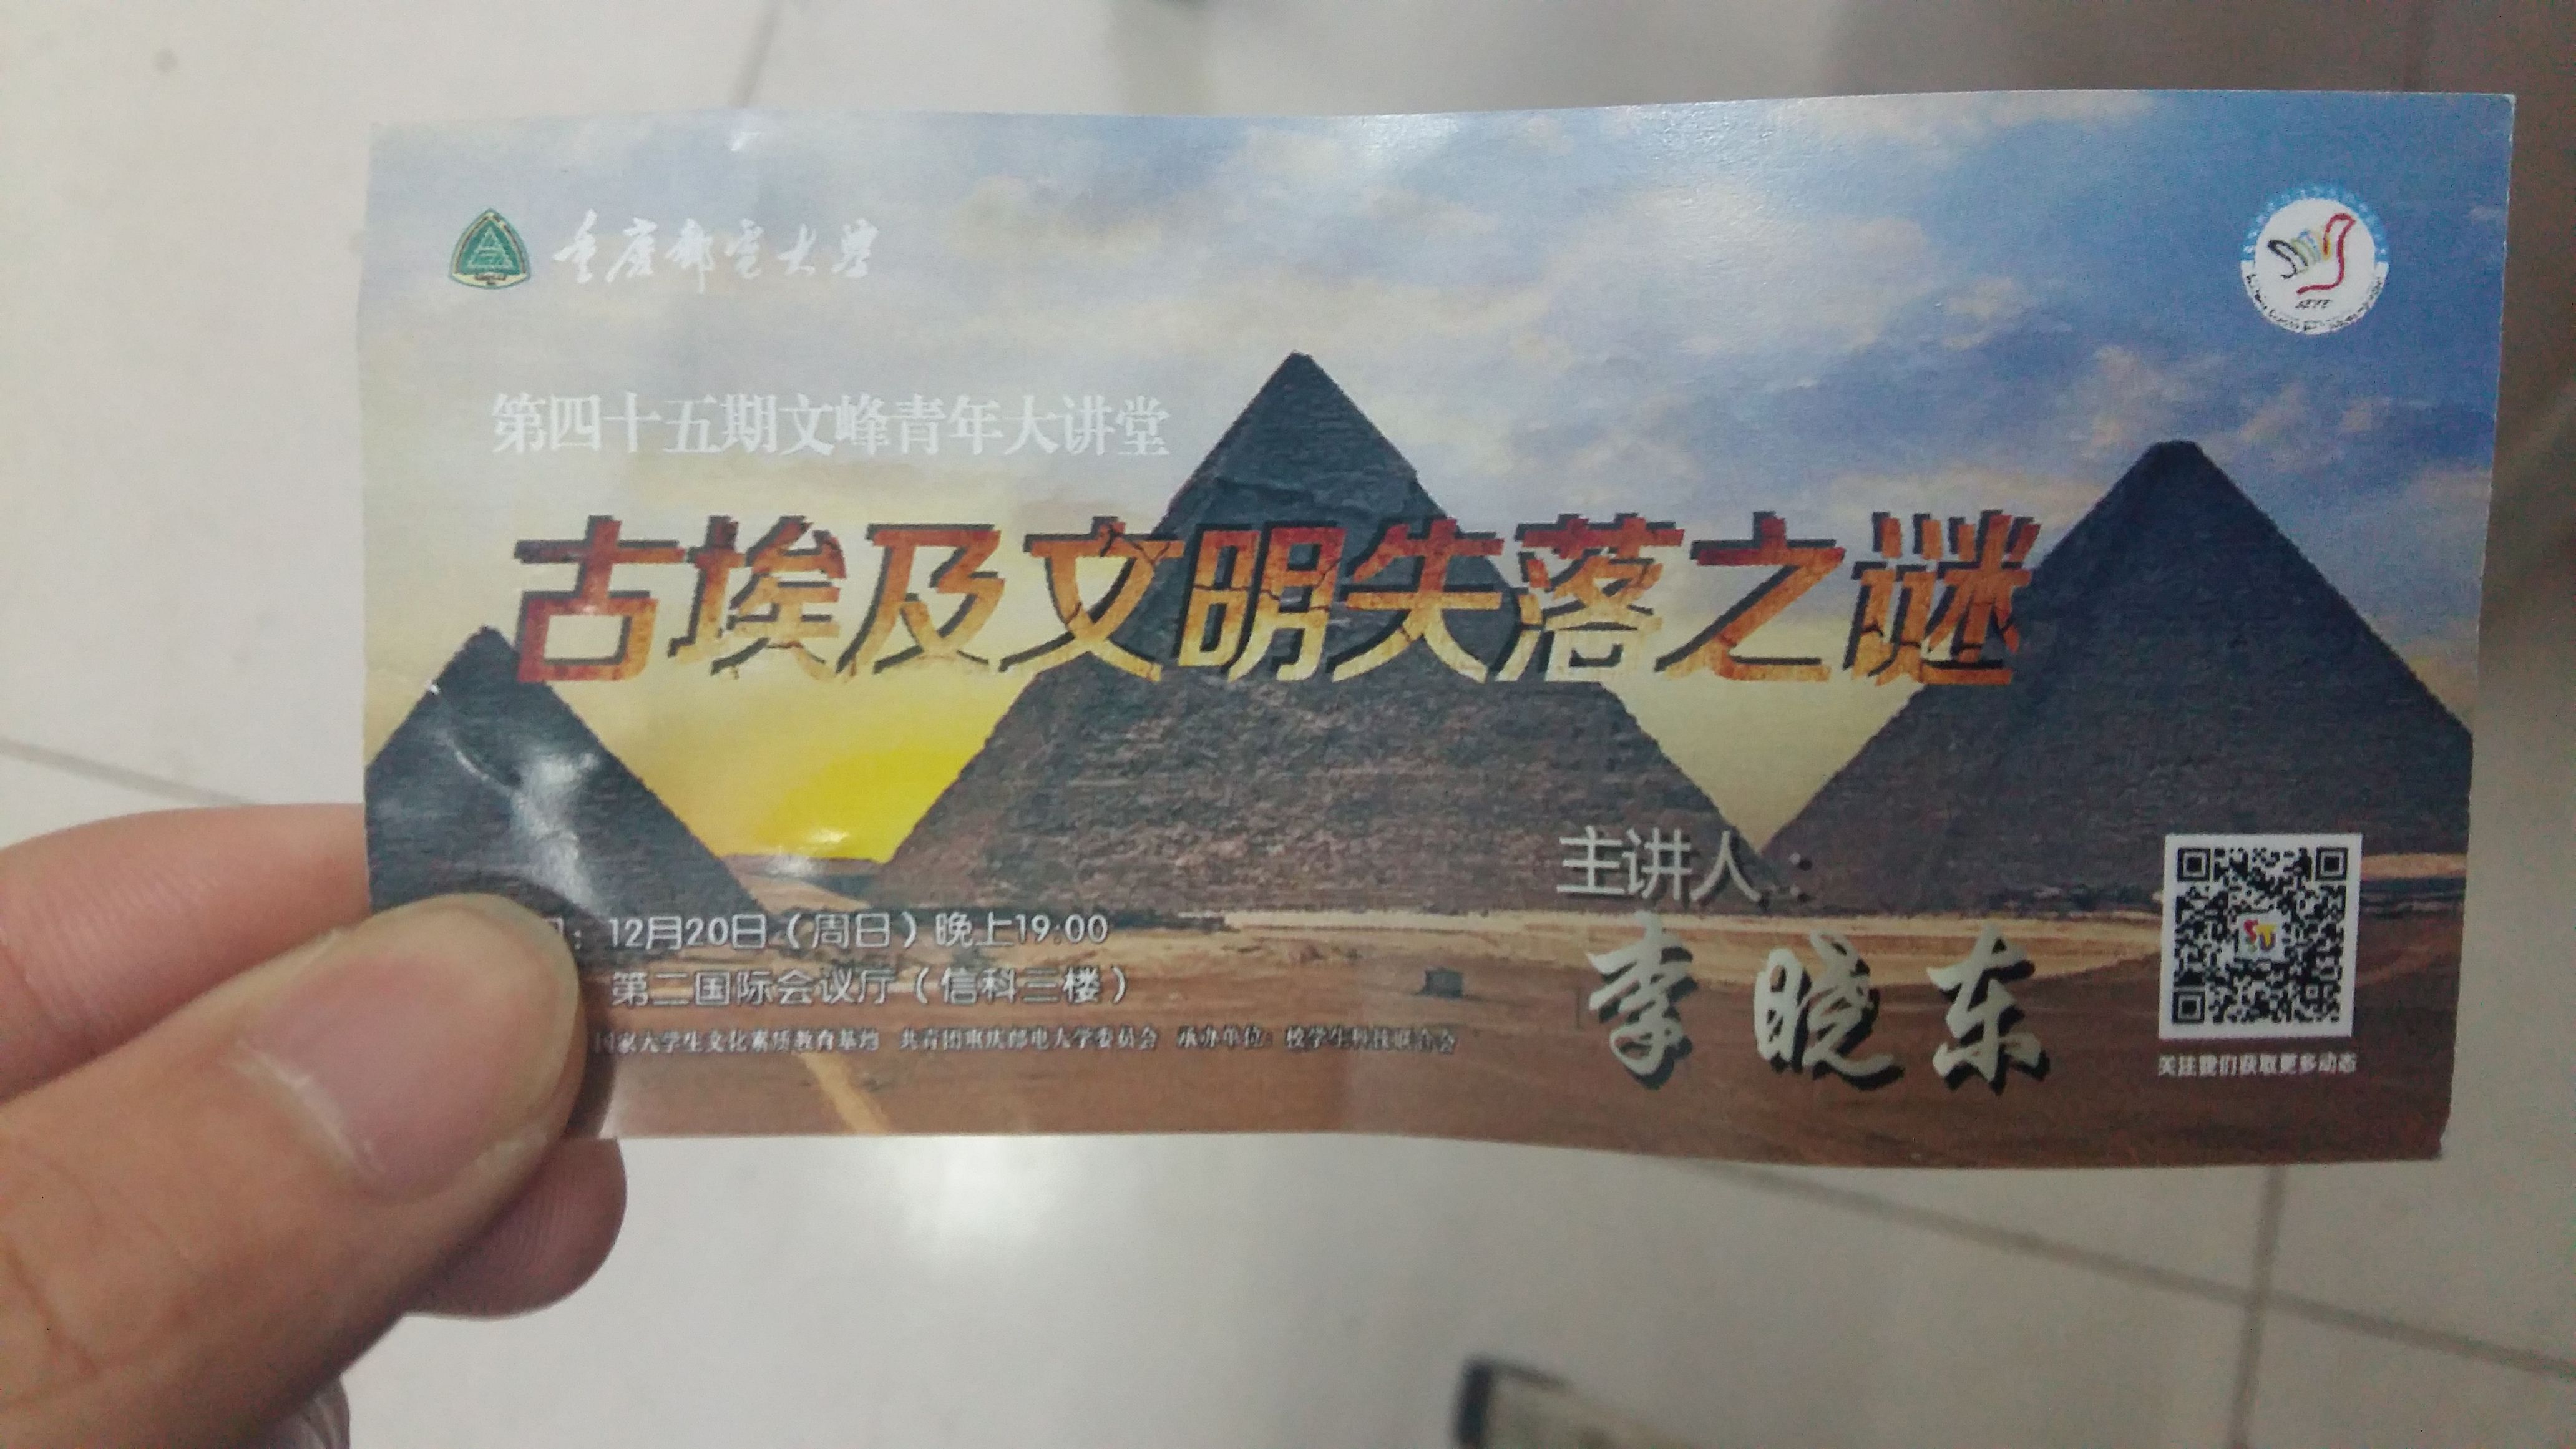 重庆邮电大学
第四十五期文峰青年大讲堂
古埃及文明失落之谜
主讲人：
李晓东
：12月20日（周日）晚上19:00
第二国际会议厅（信科三楼）
国家大学生文化素质教育基地 共青团重庆邮电大学委员会 承办单位：校学生科技联合会
关注我们获取更多动态